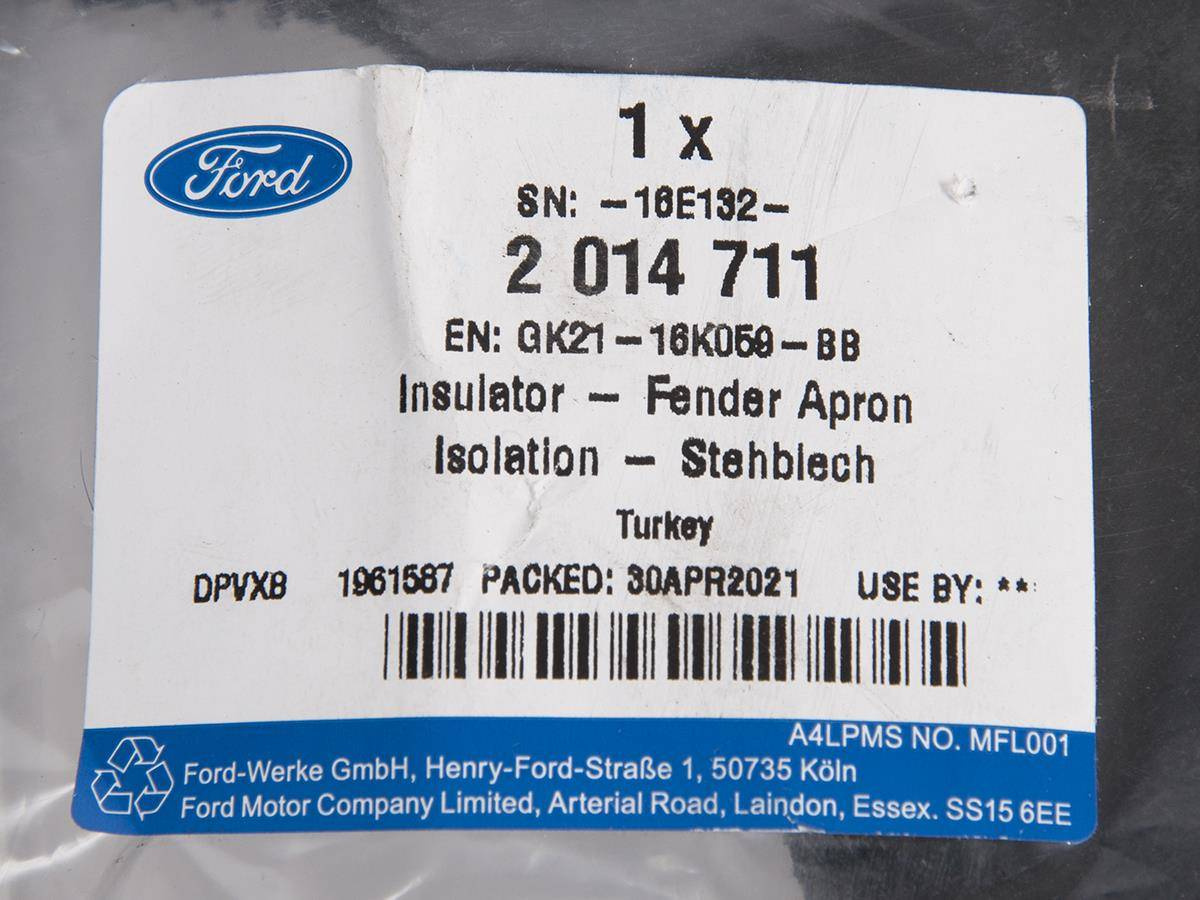 Ford
1 x
SN: -16E132-
2 014 711
EN: GK21-16K059-BB
Insulator - Fender Apron
Isolation - Stehblech
Turkey
DPVXB 1961587 PACKED: 30APR2021 USE BY: **
A4LPMS NO. MFL001
Ford-Werke GmbH, Henry-Ford-Straße 1, 50735 Köln
Ford Motor Company Limited, Arterial Road, Laindon, Essex. SS15 6EE